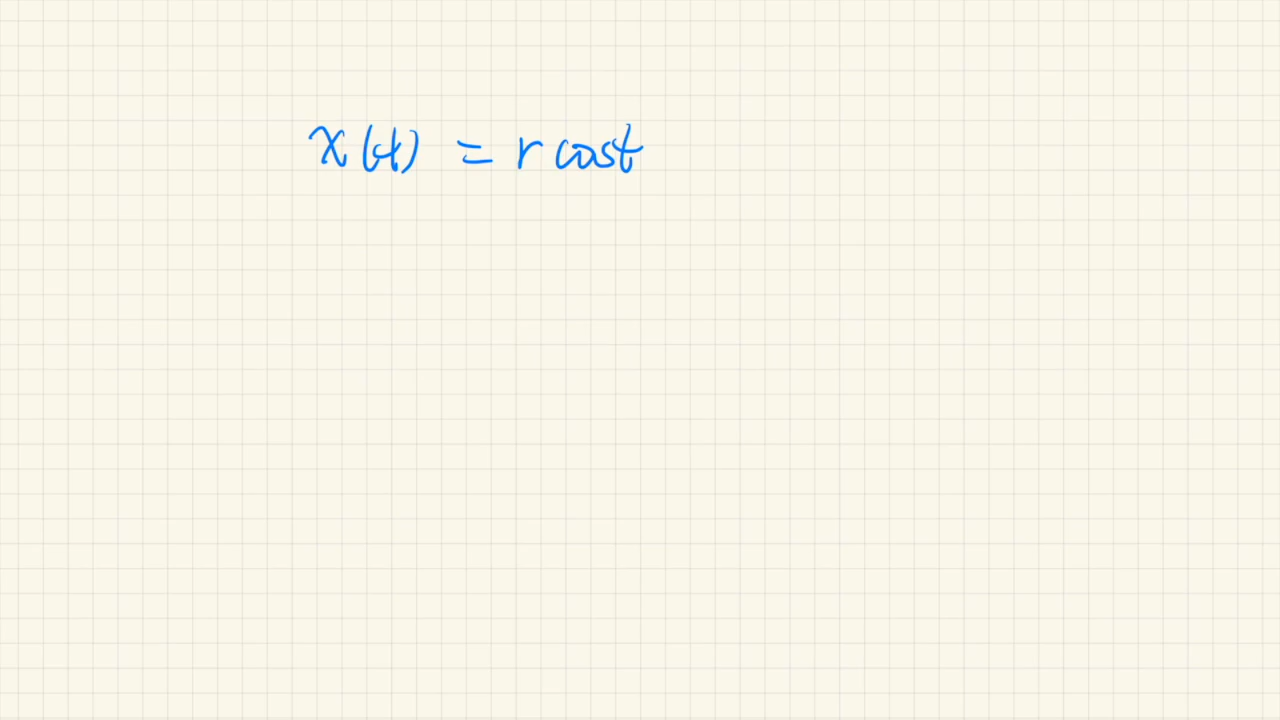 x(t) = r cost